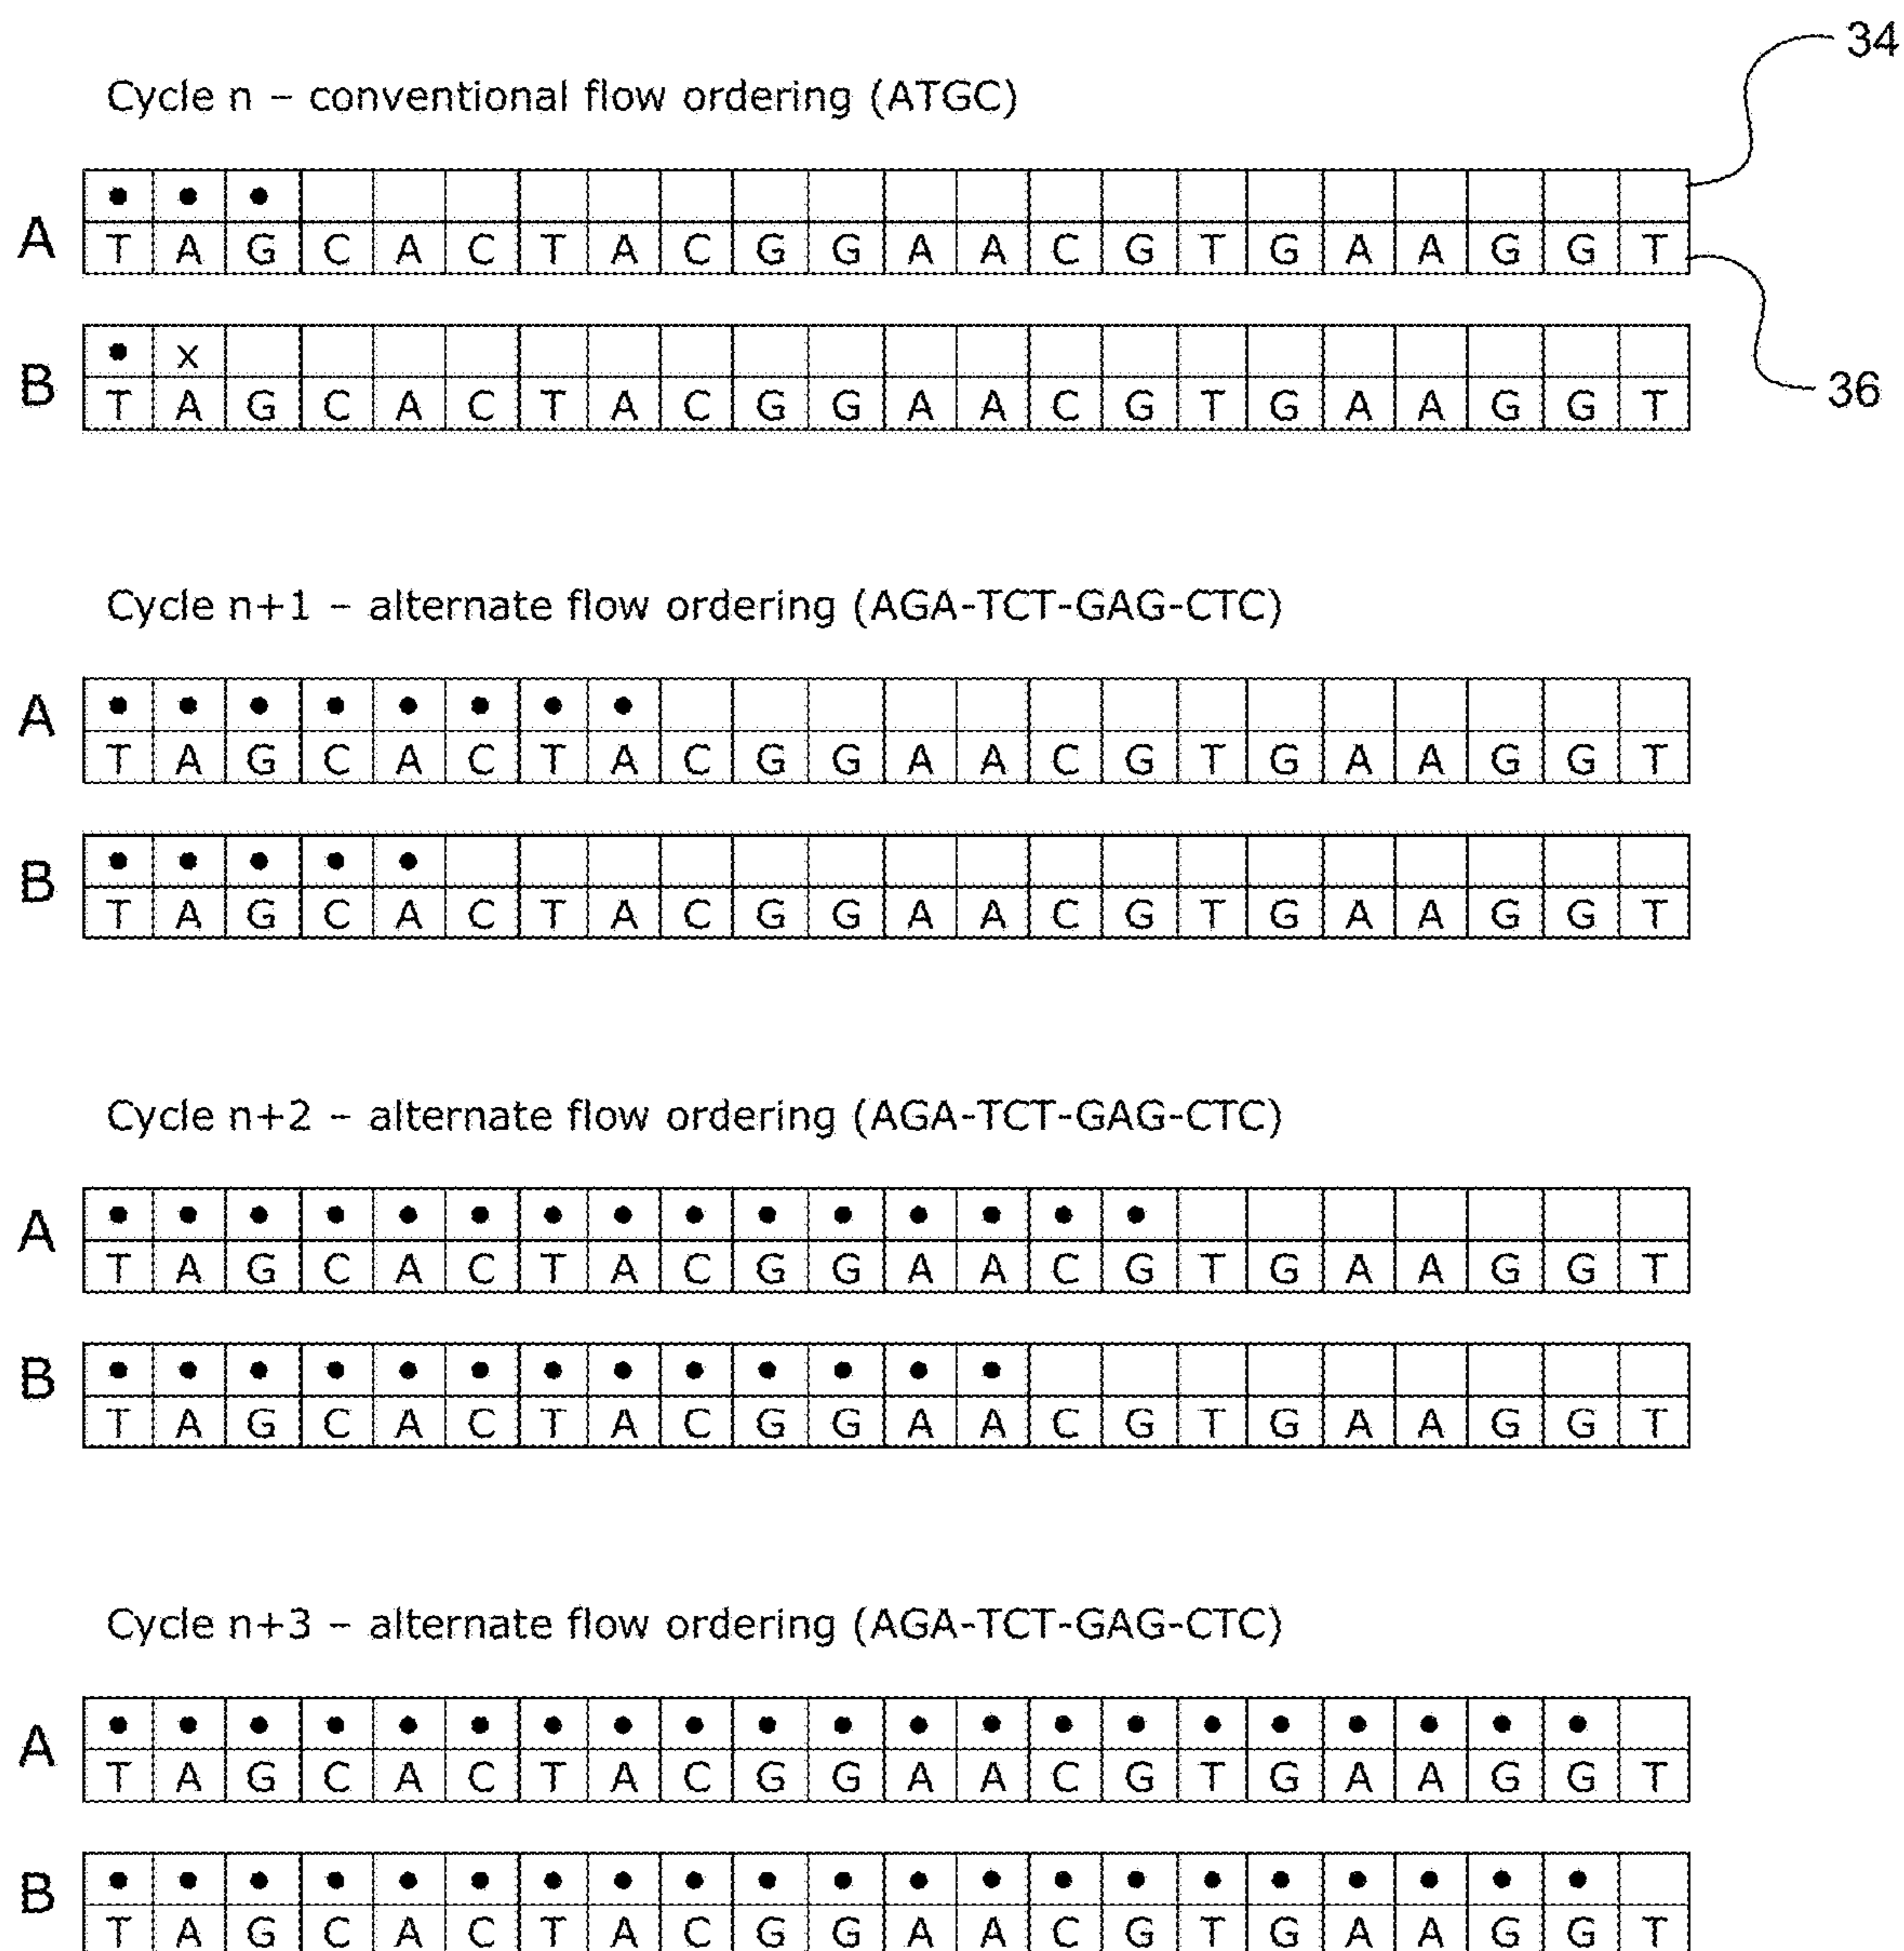 34
Cycle n – conventional flow ordering (ATGC)
A
T A G C A C T A C G G A A C G T G A A G G T
B
x
T A G C A C T A C G G A A C G T G A A G G T
36
Cycle n+1 – alternate flow ordering (AGA-TCT-GAG-CTC)
A
T A G C A C T A C G G A A C G T G A A G G T
B
T A G C A C T A C G G A A C G T G A A G G T
Cycle n+2 – alternate flow ordering (AGA-TCT-GAG-CTC)
A
T A G C A C T A C G G A A C G T G A A G G T
B
T A G C A C T A C G G A A C G T G A A G G T
Cycle n+3 – alternate flow ordering (AGA-TCT-GAG-CTC)
A
T A G C A C T A C G G A A C G T G A A G G T
B
T A G C A C T A C G G A A C G T G A A G G T